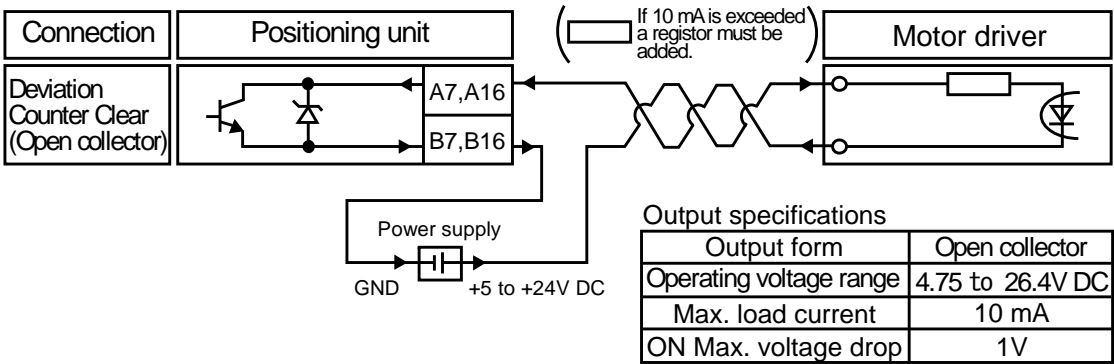 Connection
Positioning unit
If 10 mA is exceeded
a registor must be
added.
Motor driver
Deviation
Counter Clear
(Open collector)
A7,A16
B7,B16
Power supply
GND
+5 to +24V DC
Output specifications
Output form
Open collector
Operating voltage range
4.75 to 26.4V DC
Max. load current
10 mA
ON Max. voltage drop
1V